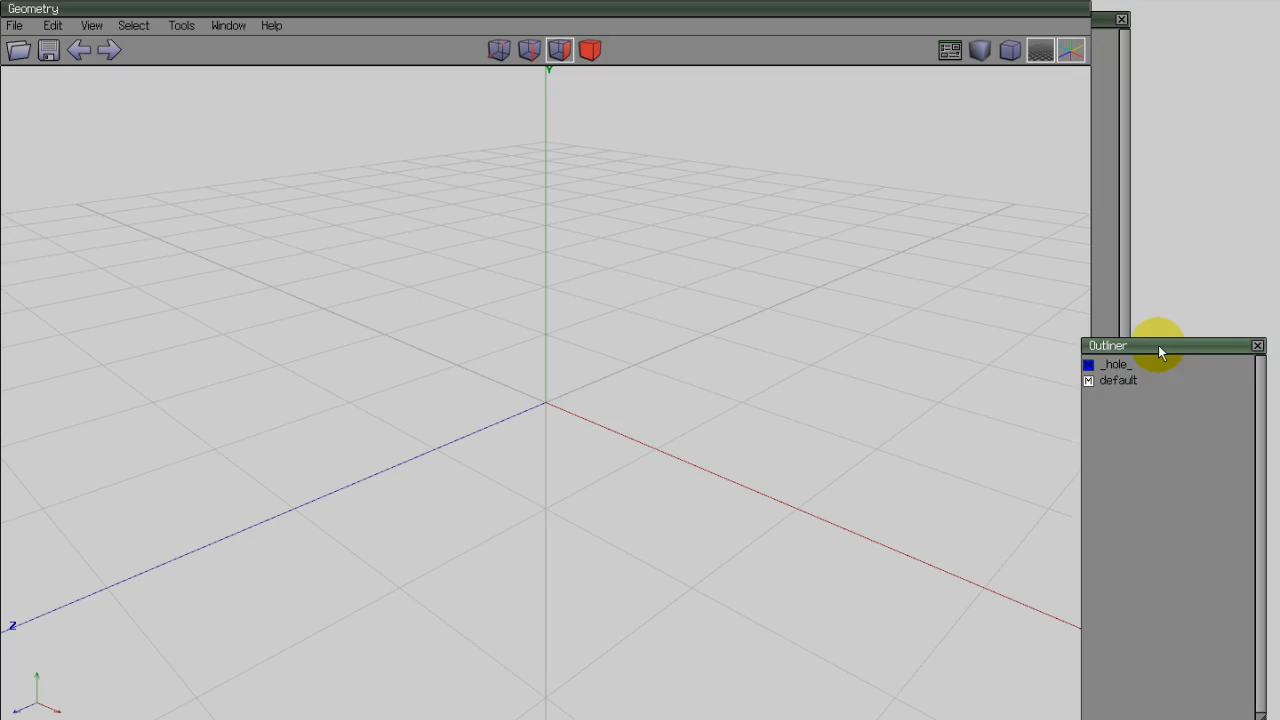 Geometry
File Edit View Select Tools Window Help
Y
Outliner
M _hole_
M default
Z